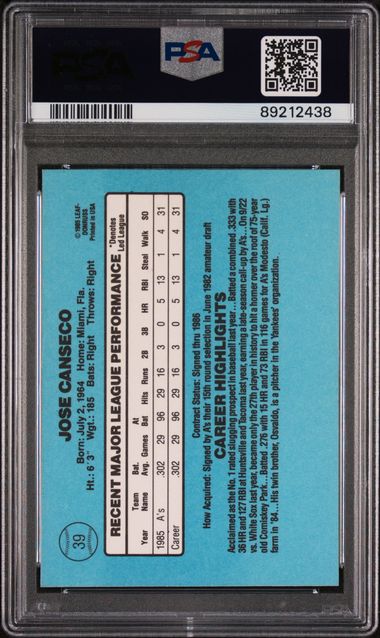 PSA
PSA
89212438
39
© 1985 LEAF-
DONRUSS
Printed in USA
JOSE CANSECO
Born: July 2, 1964 Home: Miami, Fla.
Ht.: 6'3" Wgt.: 185 Bats: Right Throws: Right
RECENT MAJOR LEAGUE PERFORMANCE *Denotes Led League
Year Team Name Bat. Avg. Games At Bat Hits Runs 2B 3B HR RBI Steal Walk SO
1985 A's .302 29 96 29 16 3 0 5 13 1 4 31
Career .302 29 96 29 16 3 0 5 13 1 4 31
Contract Status: Signed thru 1986
How Acquired: Signed by A's their 15th round selection in June 1982 amateur draft
CAREER HIGHLIGHTS
Acclaimed as the No. 1 rated slugging prospect in baseball last year... Batted a combined .333 with
36 HR and 127 RBI at Huntsville and Tacoma last year, earning a late-season call-up by A's... On 9/22
vs. White Sox last year, became only the 27th player in history to hit a homer over the roof of 75-year
old Comiskey Park... Batted .276 with 15 HR and 73 RBI in 116 games for A's Modesto (Calif. Lg.)
farm in '84... His twin brother, Osvaldo, is a pitcher in the Yankees' organization.